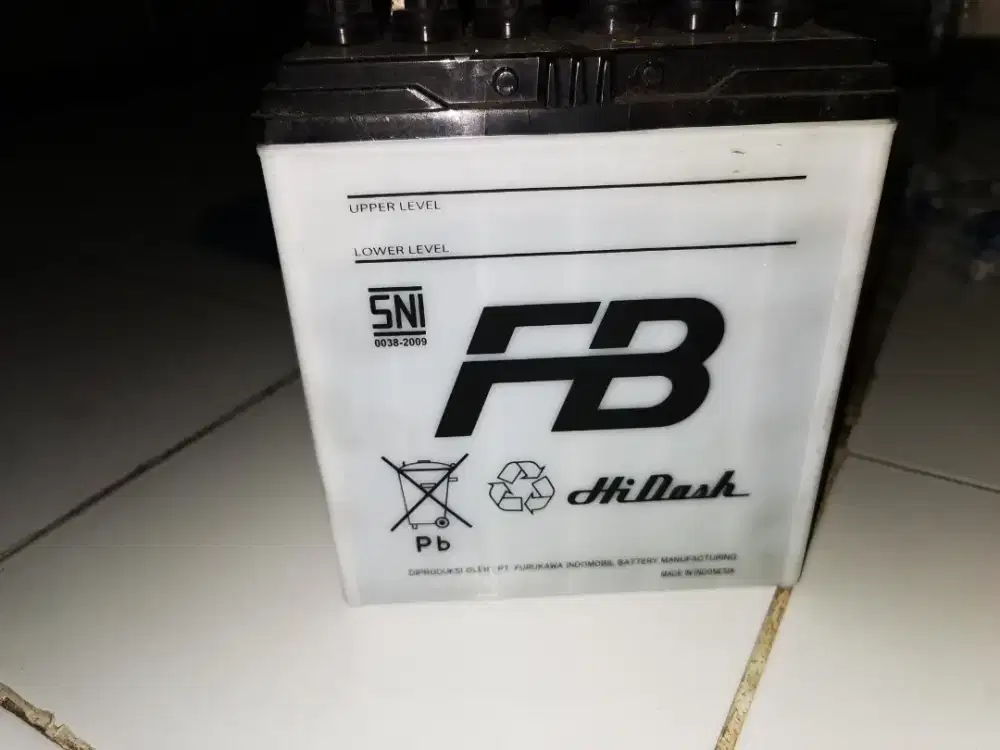 UPPER LEVEL
LOWER LEVEL
SNI
0038-2009
FB
HiDash
Pb
DIPRODUKSI OLEH : PT. FURUKAWA INDOMOBIL BATTERY MANUFACTURING
MADE IN INDONESIA